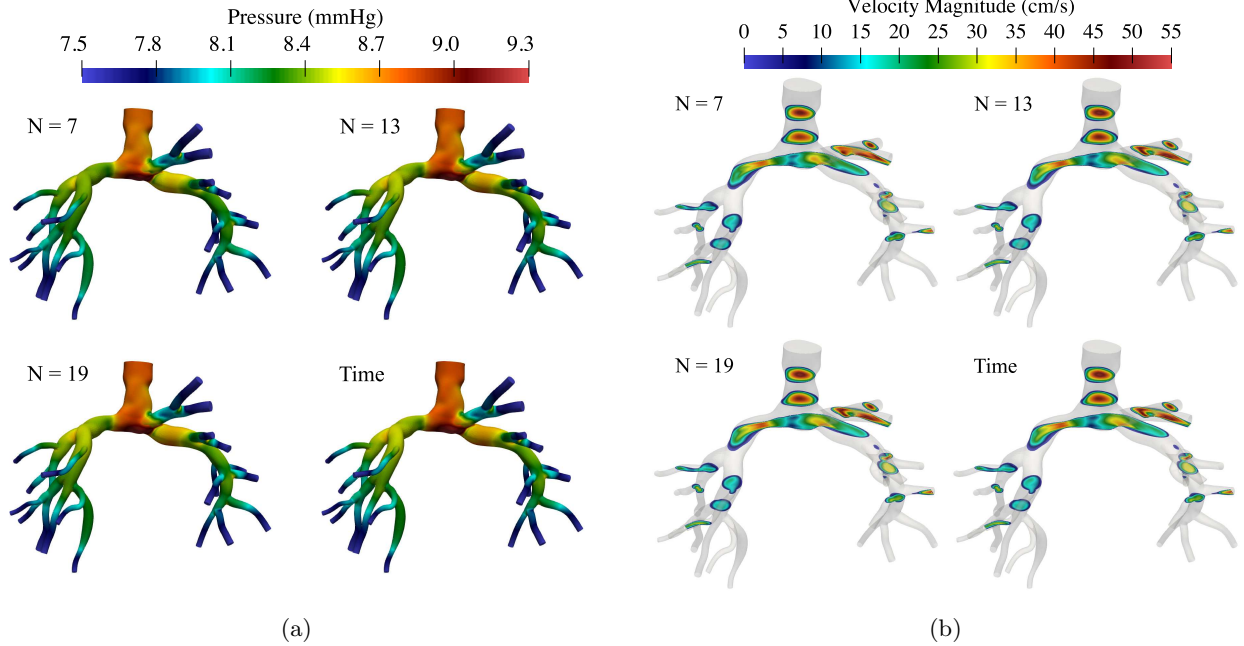 Pressure (mmHg)
7.5 7.8 8.1 8.4 8.7 9.0 9.3
N = 7
N = 13
N = 19
Time
(a)
Velocity Magnitude (cm/s)
0 5 10 15 20 25 30 35 40 45 50 55
N = 7
N = 13
N = 19
Time
(b)